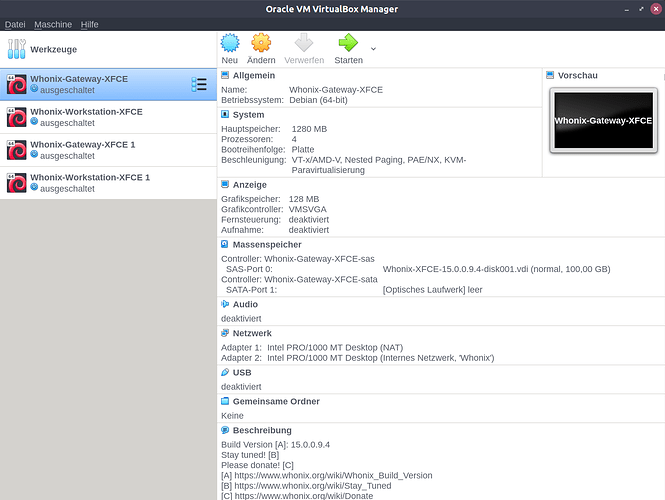 Oracle VM VirtualBox Manager
Datei Maschine Hilfe
Werkzeuge
Whonix-Gateway-XFCE
ausgeschaltet
Whonix-Workstation-XFCE
ausgeschaltet
Whonix-Gateway-XFCE 1
ausgeschaltet
Whonix-Workstation-XFCE 1
ausgeschaltet
Neu Ändern Verwerfen Starten
Allgemein
Name: Whonix-Gateway-XFCE
Betriebssystem: Debian (64-bit)
Vorschau
Whonix-Gateway-XFCE
System
Hauptspeicher: 1280 MB
Prozessoren: 4
Bootreihenfolge: Platte
Beschleunigung: VT-x/AMD-V, Nested Paging, PAE/NX, KVM-
Paravirtualisierung
Anzeige
Grafikspeicher: 128 MB
Grafikcontroller: VMSVGA
Fernsteuerung: deaktiviert
Aufnahme: deaktiviert
Massenspeicher
Controller: Whonix-Gateway-XFCE-sas
SAS-Port 0: Whonix-XFCE-15.0.0.9.4-disk001.vdi (normal, 100,00 GB)
Controller: Whonix-Gateway-XFCE-sata
SATA-Port 1: [Optisches Laufwerk] leer
Audio
deaktiviert
Netzwerk
Adapter 1: Intel PRO/1000 MT Desktop (NAT)
Adapter 2: Intel PRO/1000 MT Desktop (Internes Netzwerk, 'Whonix')
USB
deaktiviert
Gemeinsame Ordner
Keine
Beschreibung
Build Version [A]: 15.0.0.9.4
Stay tuned! [B]
Please donate! [C]
[A] https://www.whonix.org/wiki/Whonix_Build_Version
[B] https://www.whonix.org/wiki/Stay_Tuned
[C] https://www.whonix.org/wiki/Donate